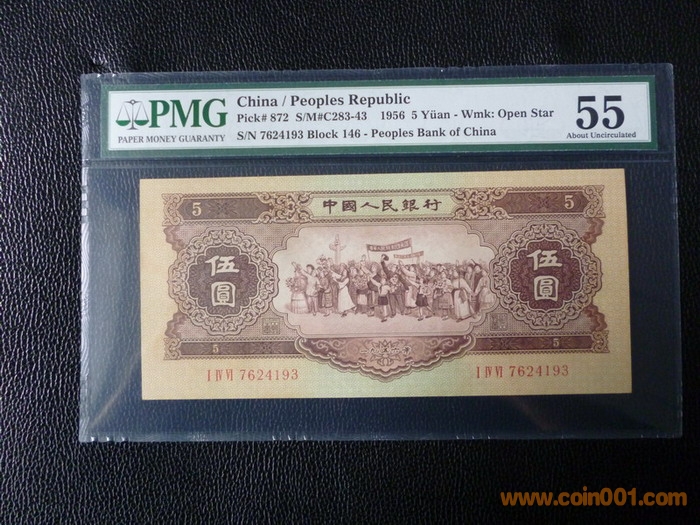 PMG
PAPER MONEY GUARANTY
China / Peoples Republic
Pick# 872 S/M#C283-43 1956 5 Yüan - Wmk: Open Star
S/N 7624193 Block 146 - Peoples Bank of China
55
About Uncirculated
5 中國人民銀行 5
伍圓 伍圓
5 5
I IV VI 7624193 I IV VI 7624193
www.coin001.com